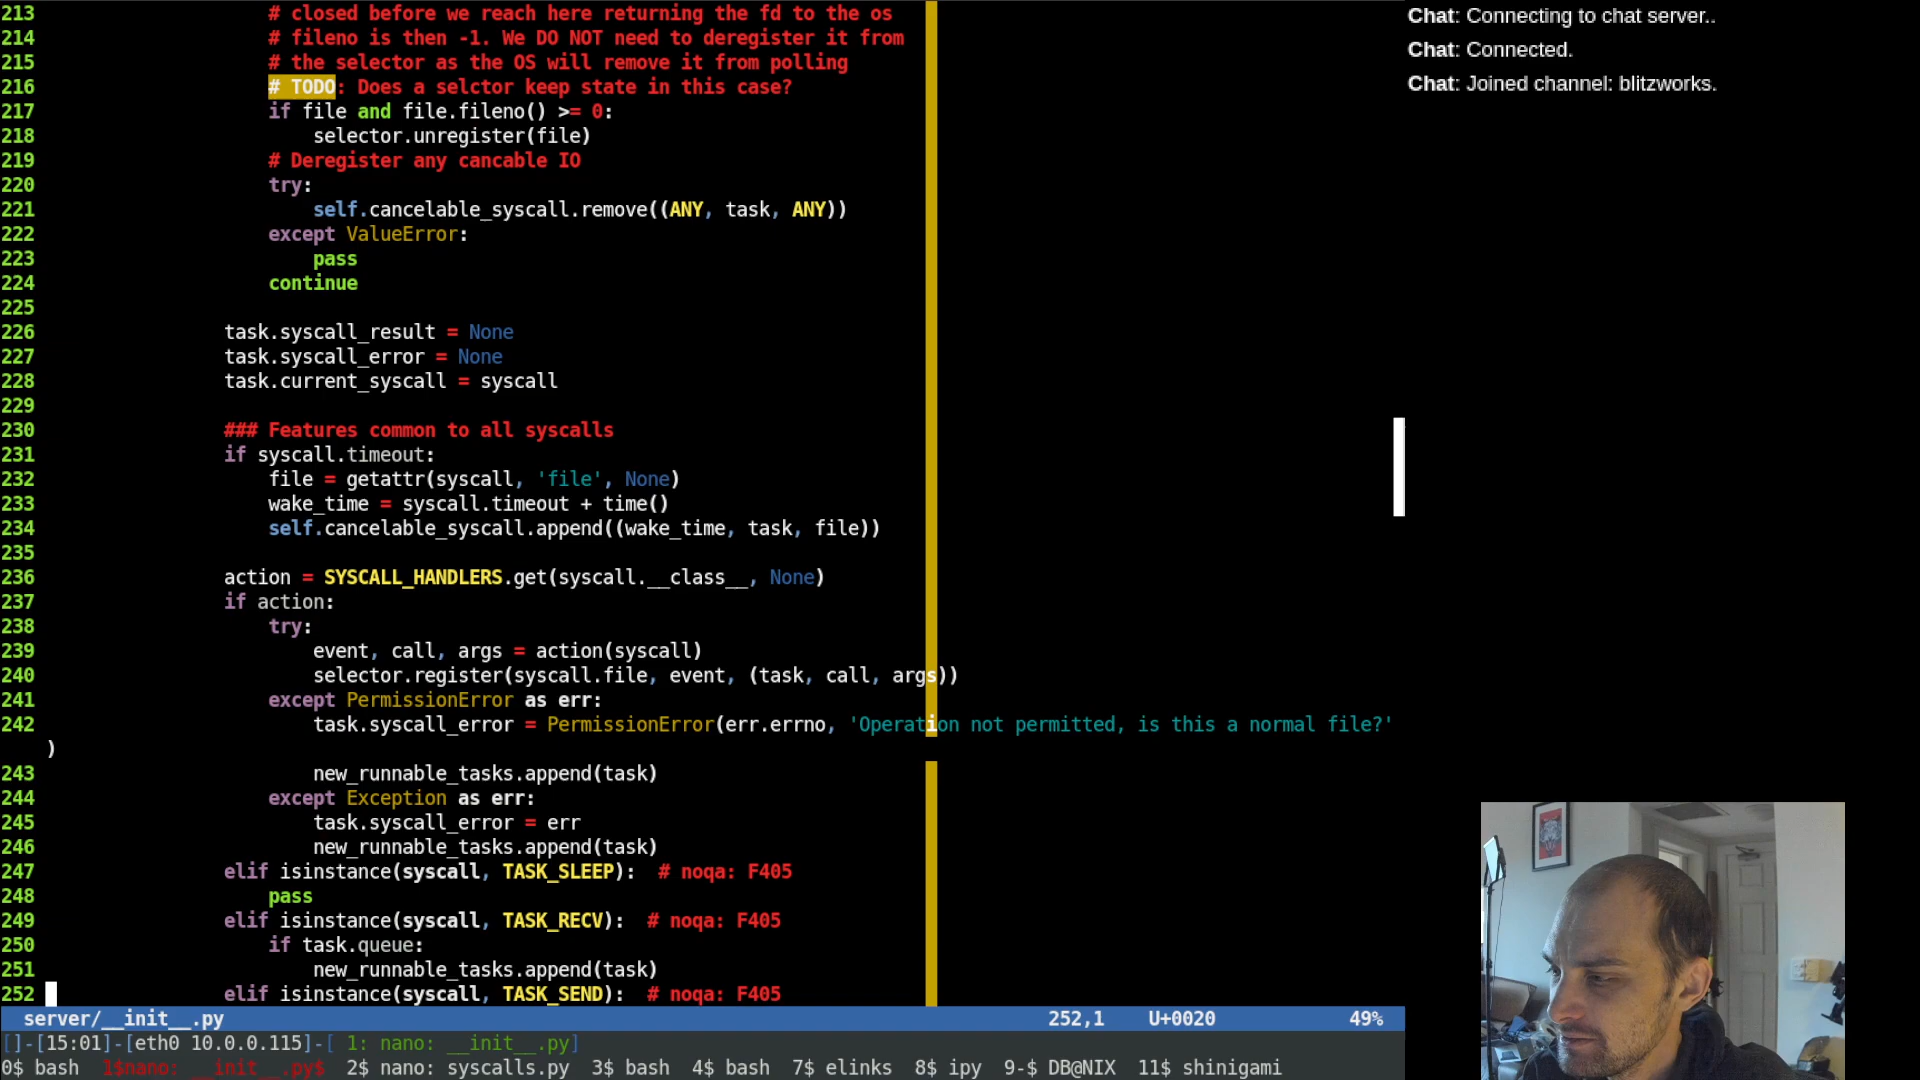 213 # closed before we reach here returning the fd to the os
214 # fileno is then -1. We DO NOT need to deregister it from
215 # the selector as the OS will remove it from polling
216 # TODO: Does a selctor keep state in this case?
217 if file and file.fileno() >= 0:
218 selector.unregister(file)
219 # Deregister any cancable IO
220 try:
221 self.cancelable_syscall.remove((ANY, task, ANY))
222 except ValueError:
223 pass
224 continue
225
226 task.syscall_result = None
227 task.syscall_error = None
228 task.current_syscall = syscall
229
230 ### Features common to all syscalls
231 if syscall.timeout:
232 file = getattr(syscall, 'file', None)
233 wake_time = syscall.timeout + time()
234 self.cancelable_syscall.append((wake_time, task, file))
235
236 action = SYSCALL_HANDLERS.get(syscall.__class__, None)
237 if action:
238 try:
239 event, call, args = action(syscall)
240 selector.register(syscall.file, event, (task, call, args))
241 except PermissionError as err:
242 task.syscall_error = PermissionError(err.errno, 'Operation not permitted, is this a normal file?'
)
243 new_runnable_tasks.append(task)
244 except Exception as err:
245 task.syscall_error = err
246 new_runnable_tasks.append(task)
247 elif isinstance(syscall, TASK_SLEEP): # noqa: F405
248 pass
249 elif isinstance(syscall, TASK_RECV): # noqa: F405
250 if task.queue:
251 new_runnable_tasks.append(task)
252 elif isinstance(syscall, TASK_SEND): # noqa: F405
server/__init__.py 252,1 U+0020 49%
[]-[15:01]-[eth0 10.0.0.115]-[ 1: nano: __init__.py]
0$ bash 1$nano: __init__.py$ 2$ nano: syscalls.py 3$ bash 4$ bash 7$ elinks 8$ ipy 9-$ DB@NIX 11$ shinigami
Chat: Connecting to chat server..
Chat: Connected.
Chat: Joined channel: blitzworks.